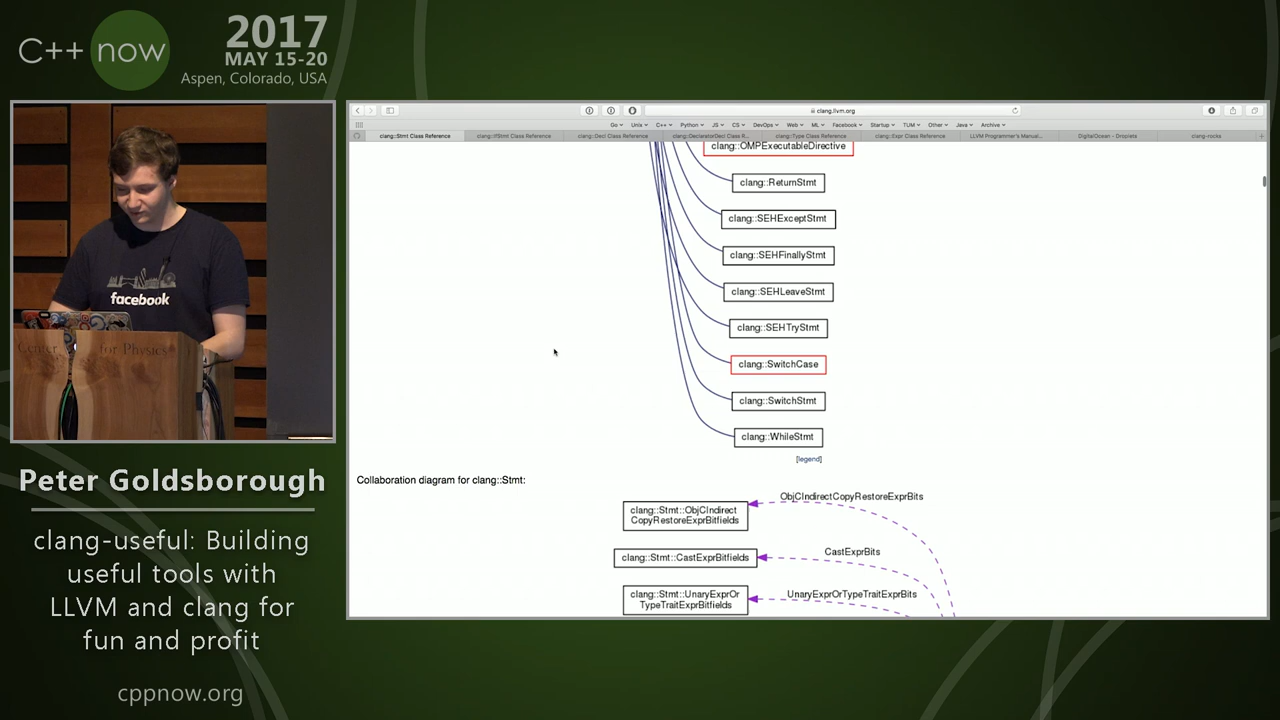 C++ now
2017
MAY 15-20
Aspen, Colorado, USA
facebook
Center for Physics
Peter Goldsborough
clang-useful: Building
useful tools with
LLVM and clang for
fun and profit
cppnow.org
clang.llvm.org
Go Unix C++ Python JS CS DevOps Web ML Facebook Startup TUM Other Java Archive
clang::Stmt Class Reference clang::IfStmt Class Reference clang::Decl Class Reference clang::DeclaratorDecl Class R... clang::Type Class Reference clang::Expr Class Reference LLVM Programmer's Manual... DigitalOcean - Droplets clang-rocks
clang::OMPExecutableDirective
clang::ReturnStmt
clang::SEHExceptStmt
clang::SEHFinallyStmt
clang::SEHLeaveStmt
clang::SEHTryStmt
clang::SwitchCase
clang::SwitchStmt
clang::WhileStmt
[legend]
Collaboration diagram for clang::Stmt:
ObjCIndirectCopyRestoreExprBits
clang::Stmt::ObjCIndirect
CopyRestoreExprBitfields
CastExprBits
clang::Stmt::CastExprBitfields
UnaryExprOrTypeTraitExprBits
clang::Stmt::UnaryExprOr
TypeTraitExprBitfields